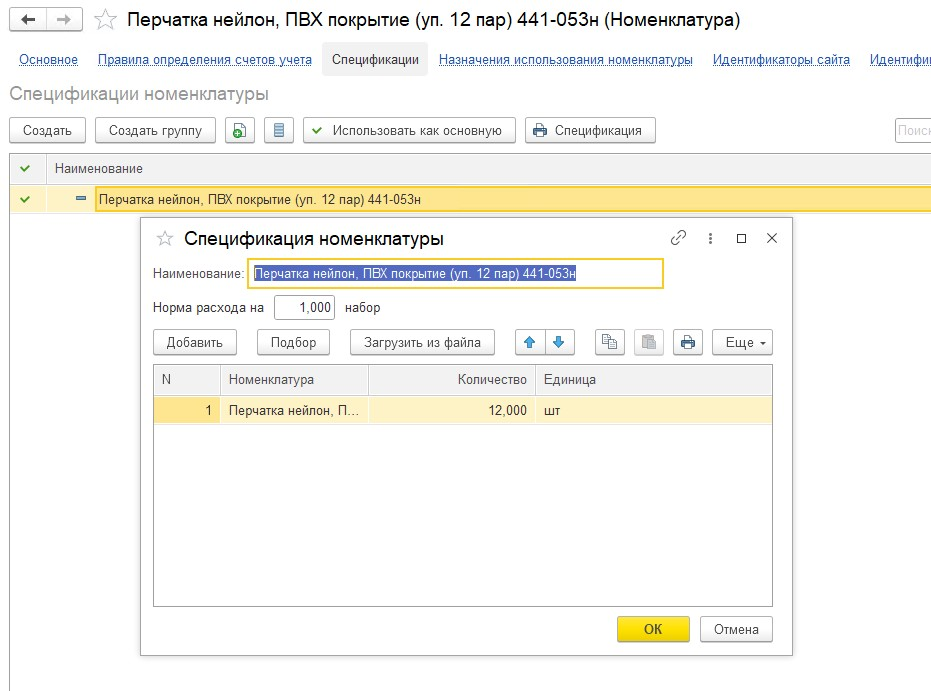 Перчатка нейлон, ПВХ покрытие (уп. 12 пар) 441-053н (Номенклатура)
Основное Правила определения счетов учета Спецификации Назначения использования номенклатуры Идентификаторы сайта Идентифи
Спецификации номенклатуры
Создать Создать группу Использовать как основную Спецификация Поиск
Наименование
Перчатка нейлон, ПВХ покрытие (уп. 12 пар) 441-053н
Спецификация номенклатуры
Наименование: Перчатка нейлон, ПВХ покрытие (уп. 12 пар) 441-053н
Норма расхода на 1,000 набор
Добавить Подбор Загрузить из файла Еще
N Номенклатура Количество Единица
1 Перчатка нейлон, П... 12,000 шт
ОК Отмена